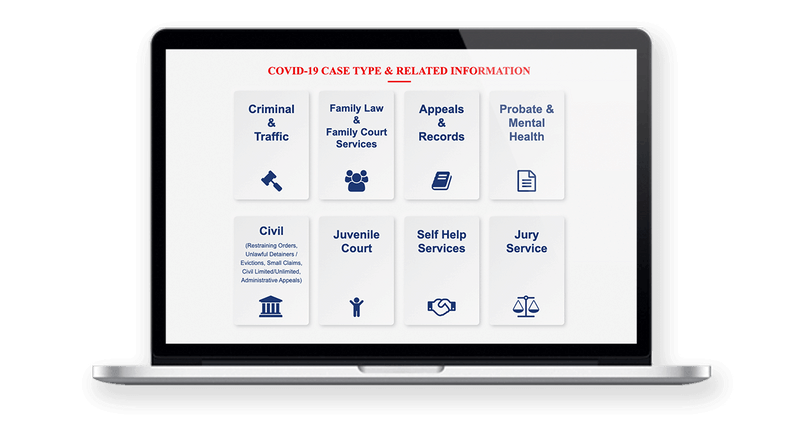 COVID-19 CASE TYPE & RELATED INFORMATION
Criminal
&
Traffic
Family Law
&
Family Court
Services
Appeals
&
Records
Probate &
Mental
Health
Civil
(Restraining Orders,
Unlawful Detainers /
Evictions, Small Claims,
Civil Limited/Unlimited,
Administrative Appeals)
Juvenile
Court
Self Help
Services
Jury
Service